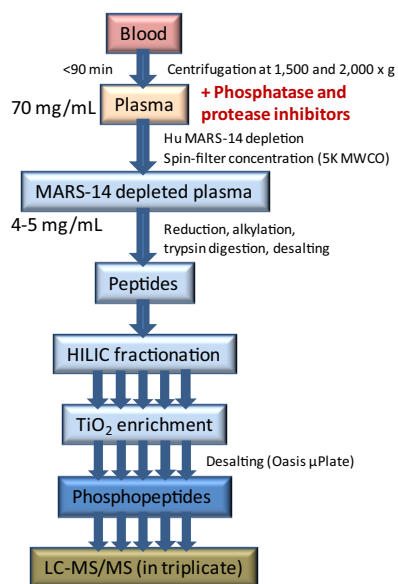 Blood
<90 min
Centrifugation at 1,500 and 2,000 x g
70 mg/mL
Plasma
+ Phosphatase and
protease inhibitors
Hu MARS-14 depletion
Spin-filter concentration (5K MWCO)
MARS-14 depleted plasma
4-5 mg/mL
Reduction, alkylation,
trypsin digestion, desalting
Peptides
HILIC fractionation
TiO₂ enrichment
Desalting (Oasis µPlate)
Phosphopeptides
LC-MS/MS (in triplicate)